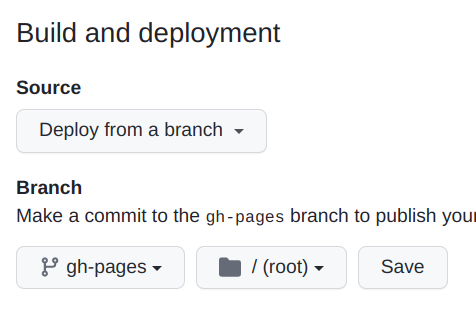 Build and deployment
Source
Deploy from a branch
Branch
Make a commit to the gh-pages branch to publish your
gh-pages / (root) Save